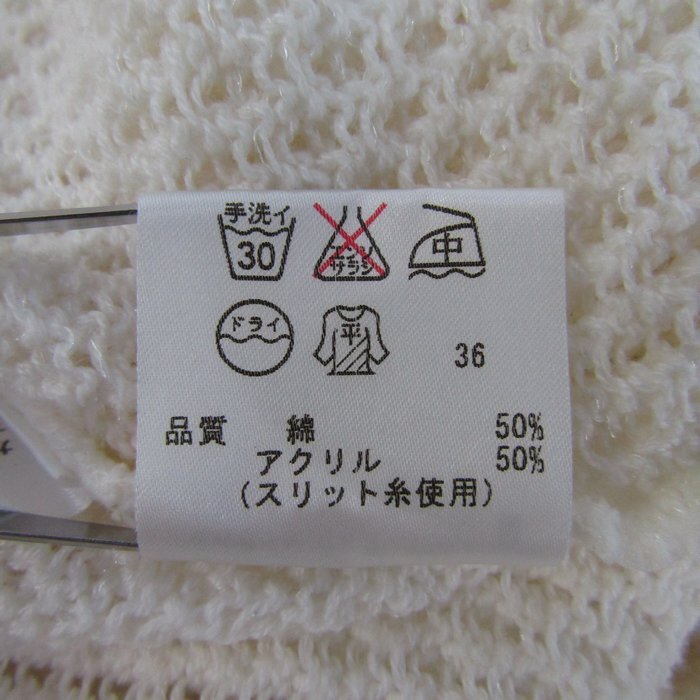 手洗イ
30
エンソ
サラシ
中
ドライ
平
36
品質 綿 50%
アクリル 50%
(スリット糸使用)